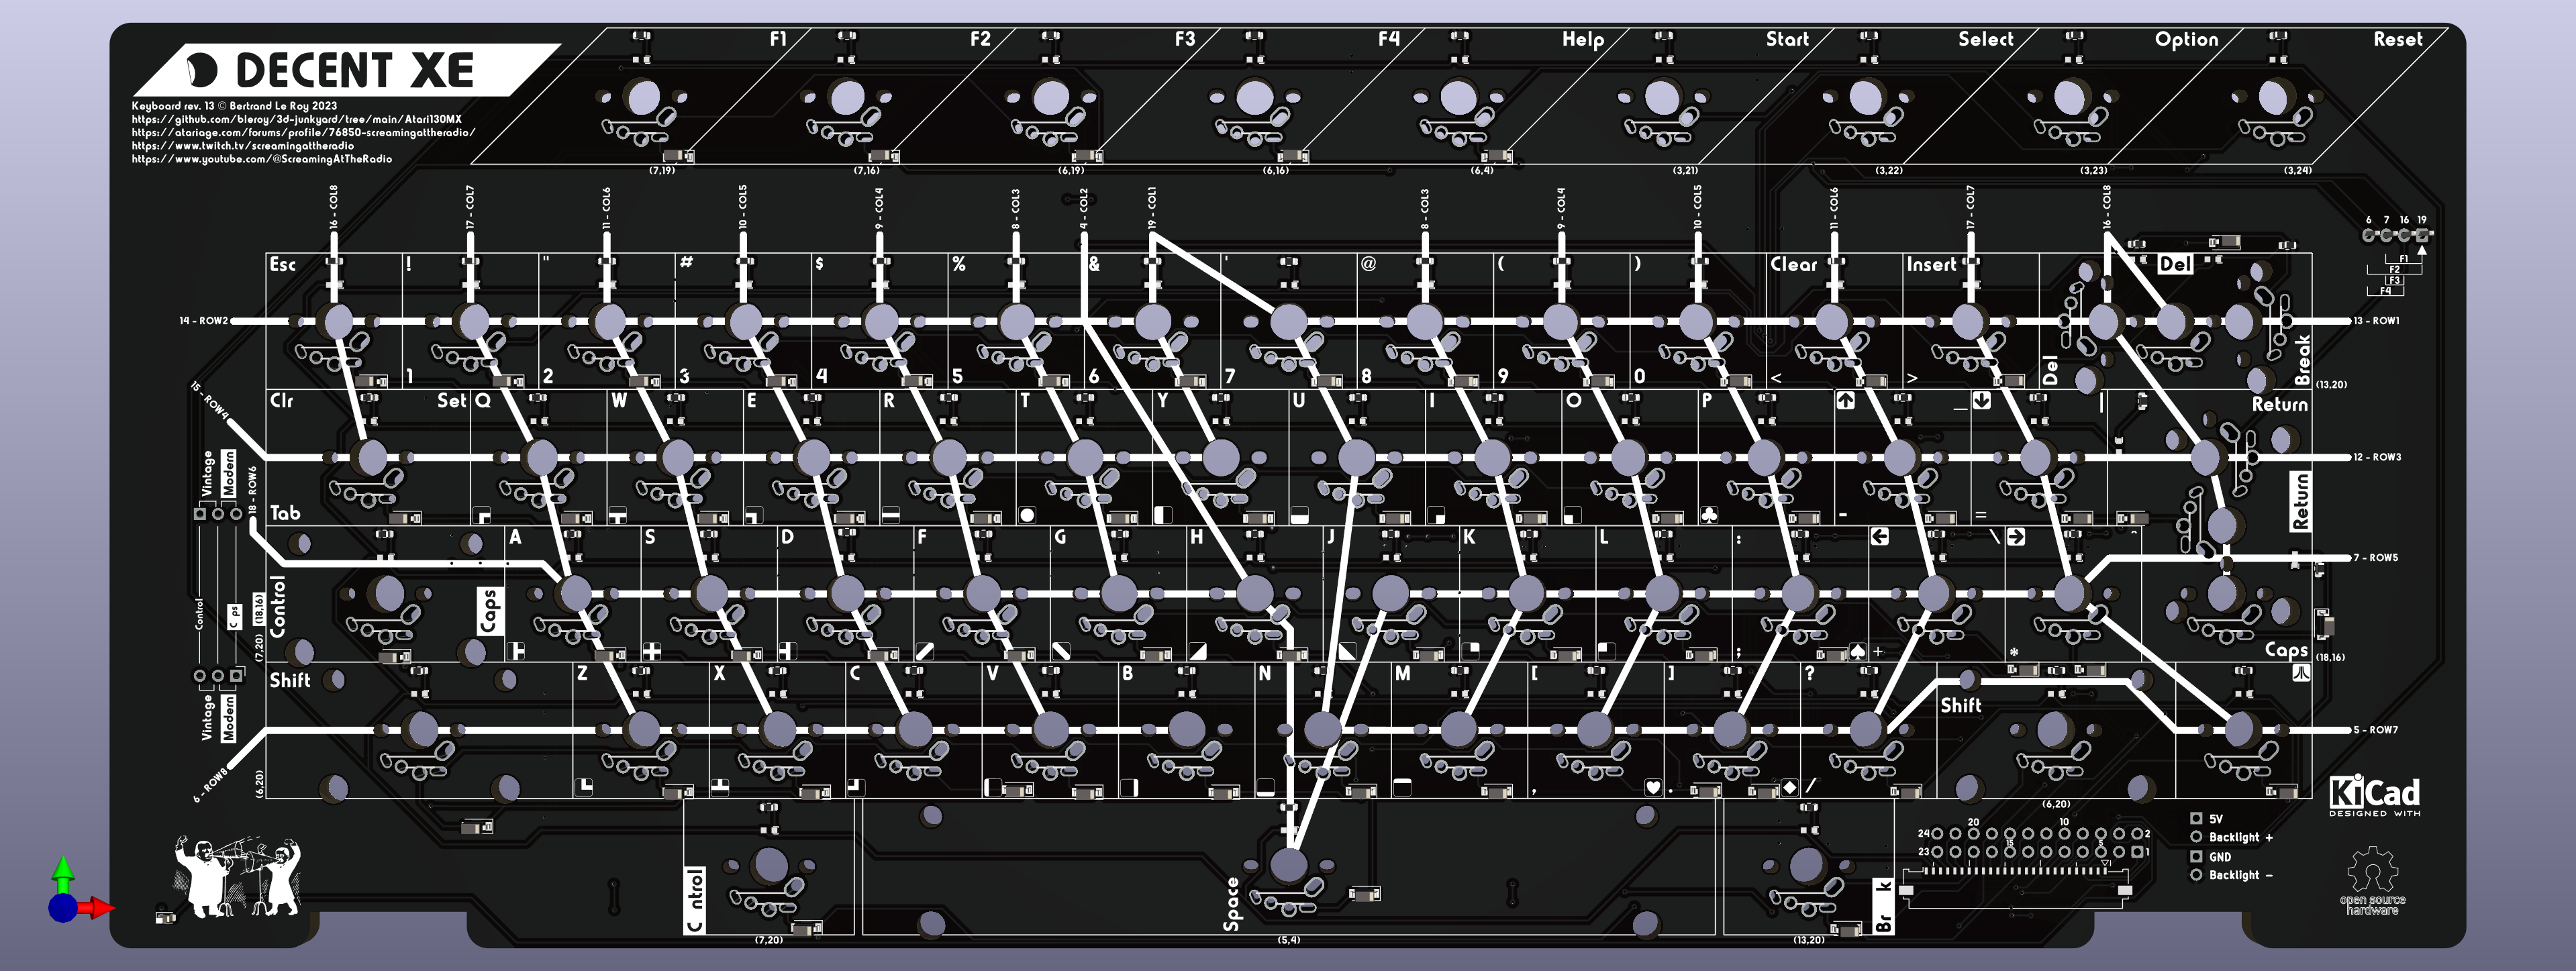 F1 F2 F3 F4 Help Start Select Option Reset
DECENT XE
Keyboard rev. 13 © Bertrand Le Roy 2023
https://github.com/bleroy/3d-junkyard/tree/main/Atari130MX
https://atariage.com/forums/profile/76850-screamingattheradio/
https://www.twitch.tv/screamingattheradio
https://www.youtube.com/@ScreamingAtTheRadio
(7,19) (7,16) (6,19) (6,16) (6,4) (3,21) (3,22) (3,23) (3,24)
16 - COL8 17 - COL7 11 - COL6 10 - COL5 9 - COL4 8 - COL3 4 - COL2 19 - COL1 8 - COL3 9 - COL4 10 - COL5 11 - COL6 17 - COL7 16 - COL8
6 7 16 19
F1
F2
F3
F4
Esc ! " # $ % & ' @ ( ) Clear Insert Del
14 - ROW2 13 - ROW1
1 2 3 4 5 6 7 8 9 0 < > Del Break
(13,20)
15 - ROW4
Clr Set Q W E R T Y U I O P _ | Return
12 - ROW3
Vintage Modern
18 - ROW6
Tab - = Return
A S D F G H J K L : \ ^
7 - ROW5
Control Caps
Control C ps (18,16) (7,20)
; + * Caps
(18,16)
Shift Z X C V B N M [ ] ? Shift
Vintage Modern
5 - ROW7
6 - ROW8
(6,20) , . / (6,20)
KiCad
DESIGNED WITH
24 20 10 2
23 15 5 1
5V
Backlight +
GND
Backlight -
C ntrol Space Br k
(7,20) (5,4) (13,20)
open source
hardware